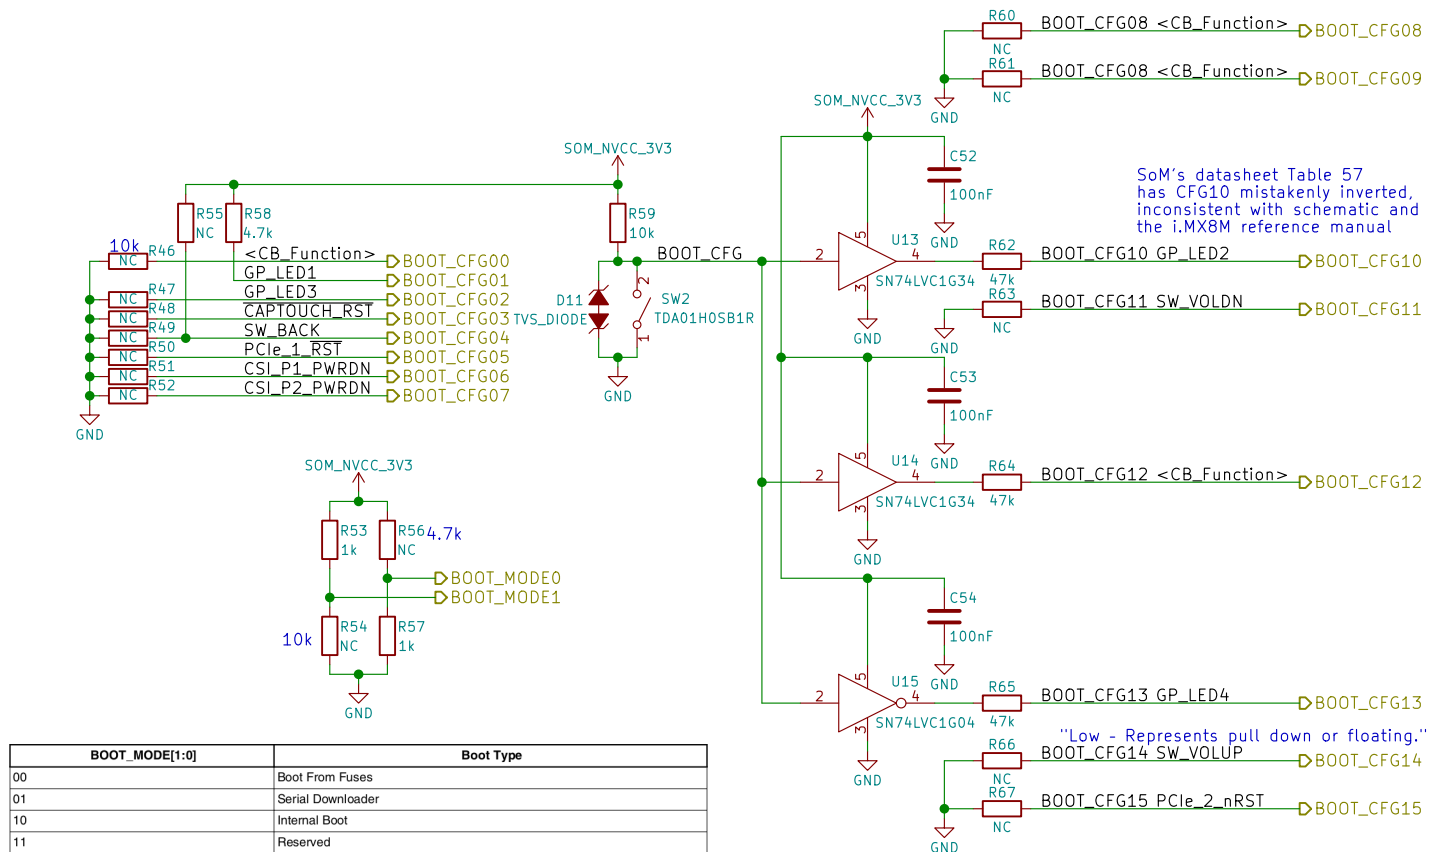 R60
BOOT_CFG08 <CB_Function>
BOOT_CFG08
NC
R61
BOOT_CFG08 <CB_Function>
BOOT_CFG09
NC
GND
SOM_NVCC_3V3
C52
100nF
GND
SoM's datasheet Table 57
has CFG10 mistakenly inverted,
inconsistent with schematic and
the i.MX8M reference manual
SOM_NVCC_3V3
R55
NC
R58
4.7k
R59
10k
10k
R46
NC
<CB_Function>
BOOT_CFG00
GP_LED1
BOOT_CFG01
R47
NC
GP_LED3
BOOT_CFG02
R48
NC
CAPTOUCH_RST
BOOT_CFG03
R49
NC
SW_BACK
BOOT_CFG04
R50
NC
PCIe_1_RST
BOOT_CFG05
R51
NC
CSI_P1_PWRDN
BOOT_CFG06
R52
NC
CSI_P2_PWRDN
BOOT_CFG07
GND
BOOT_CFG
D11
TVS_DIODE
2
1
SW2
TDA01H0SB1R
GND
2
5
3
4
U13
SN74LVC1G34
GND
R62
47k
BOOT_CFG10 GP_LED2
BOOT_CFG10
R63
NC
BOOT_CFG11 SW_VOLDN
BOOT_CFG11
GND
C53
100nF
GND
2
5
3
4
U14
SN74LVC1G34
GND
R64
47k
BOOT_CFG12 <CB_Function>
BOOT_CFG12
SOM_NVCC_3V3
R53
1k
R56
NC
4.7k
BOOT_MODE0
BOOT_MODE1
10k
R54
NC
R57
1k
GND
C54
100nF
GND
2
5
3
4
U15
SN74LVC1G04
GND
R65
47k
BOOT_CFG13 GP_LED4
BOOT_CFG13
"Low - Represents pull down or floating."
R66
NC
BOOT_CFG14 SW_VOLUP
BOOT_CFG14
R67
NC
BOOT_CFG15 PCIe_2_nRST
BOOT_CFG15
GND
BOOT_MODE[1:0] Boot Type
00 Boot From Fuses
01 Serial Downloader
10 Internal Boot
11 Reserved